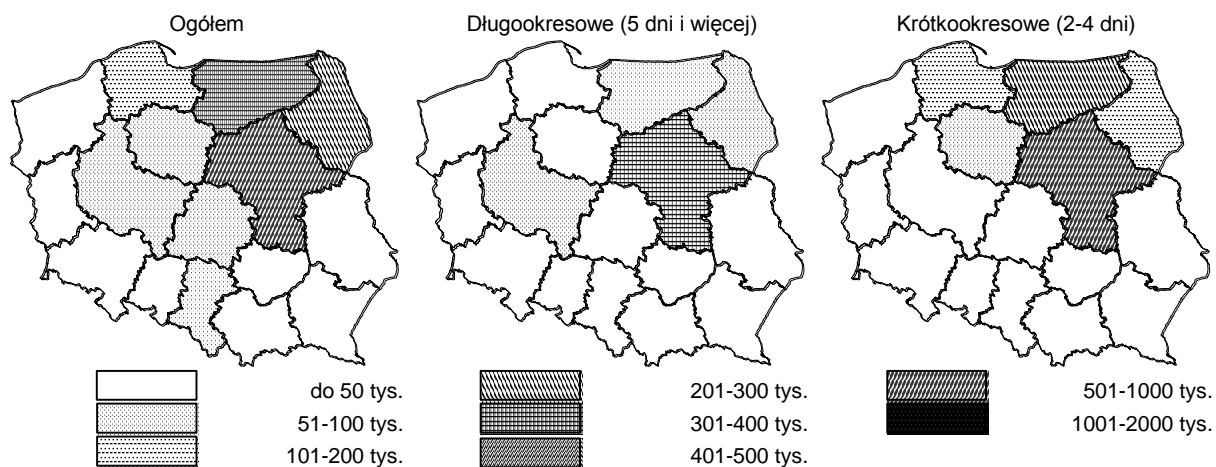 Ogółem
Długookresowe (5 dni i więcej)
Krótkookresowe (2-4 dni)
do 50 tys.
51-100 tys.
101-200 tys.
201-300 tys.
301-400 tys.
401-500 tys.
501-1000 tys.
1001-2000 tys.